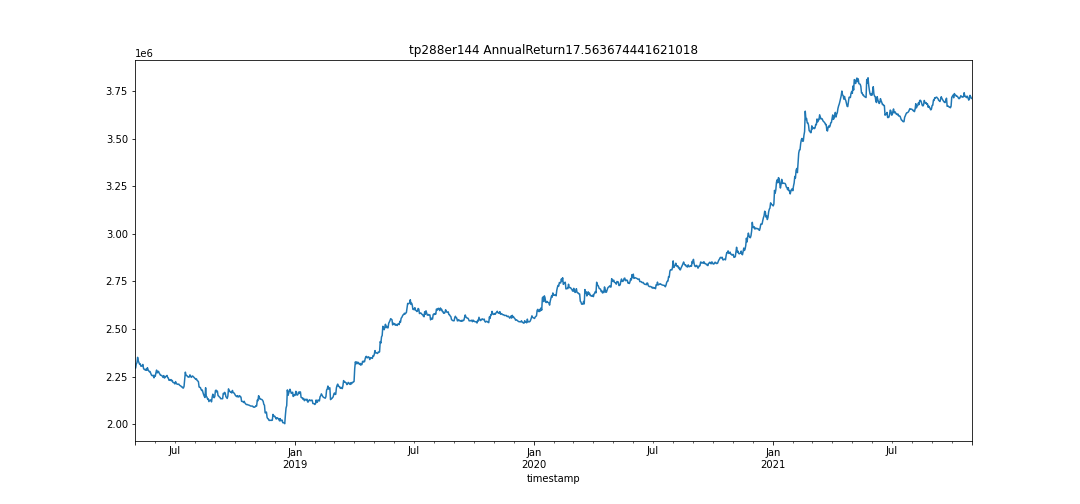 tp288er144 AnnualReturn17.563674441621018
1e6
3.75
3.50
3.25
3.00
2.75
2.50
2.25
2.00
Jul Jan Jul Jan Jul Jan Jul
2019 2020 2021
timestamp